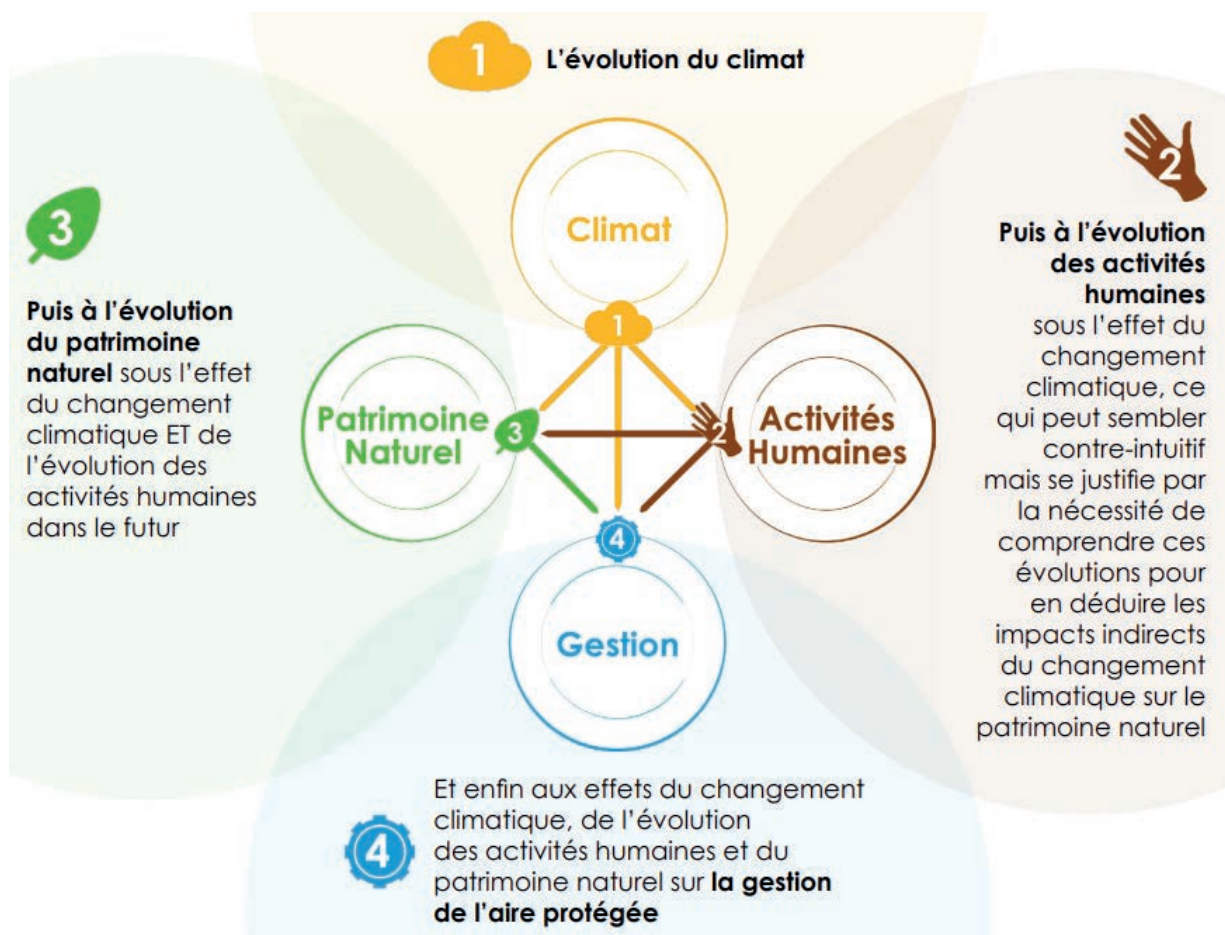 1
L'évolution du climat
Climat
1
2
Puis à l'évolution
des activités
humaines
sous l'effet du
changement
climatique, ce
qui peut sembler
contre-intuitif
mais se justifie par
la nécessité de
comprendre ces
évolutions pour
en déduire les
impacts indirects
du changement
climatique sur le
patrimoine naturel
3
Puis à l'évolution
du patrimoine
naturel sous l'effet
du changement
climatique ET de
l'évolution des
activités humaines
dans le futur
Patrimoine
Naturel
3
2
Activités
Humaines
4
Gestion
4
Et enfin aux effets du changement
climatique, de l'évolution
des activités humaines et du
patrimoine naturel sur la gestion
de l'aire protégée